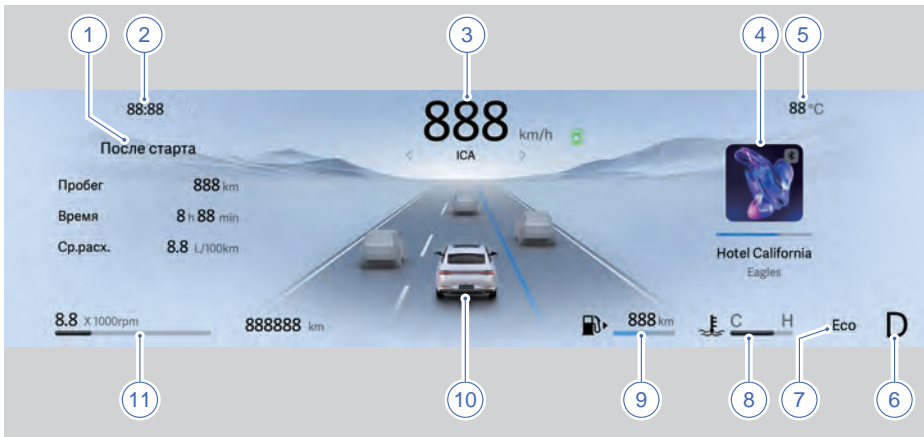 1 2 3 4 5
88:88 888 km/h 88 °C
После старта < ICA >
Пробег 888 km
Время 8 h 88 min
Ср.расх. 8.8 L/100km
Hotel California
Eagles
8.8 X 1000rpm 888888 km 888 km C H Eco D
11 10 9 8 7 6